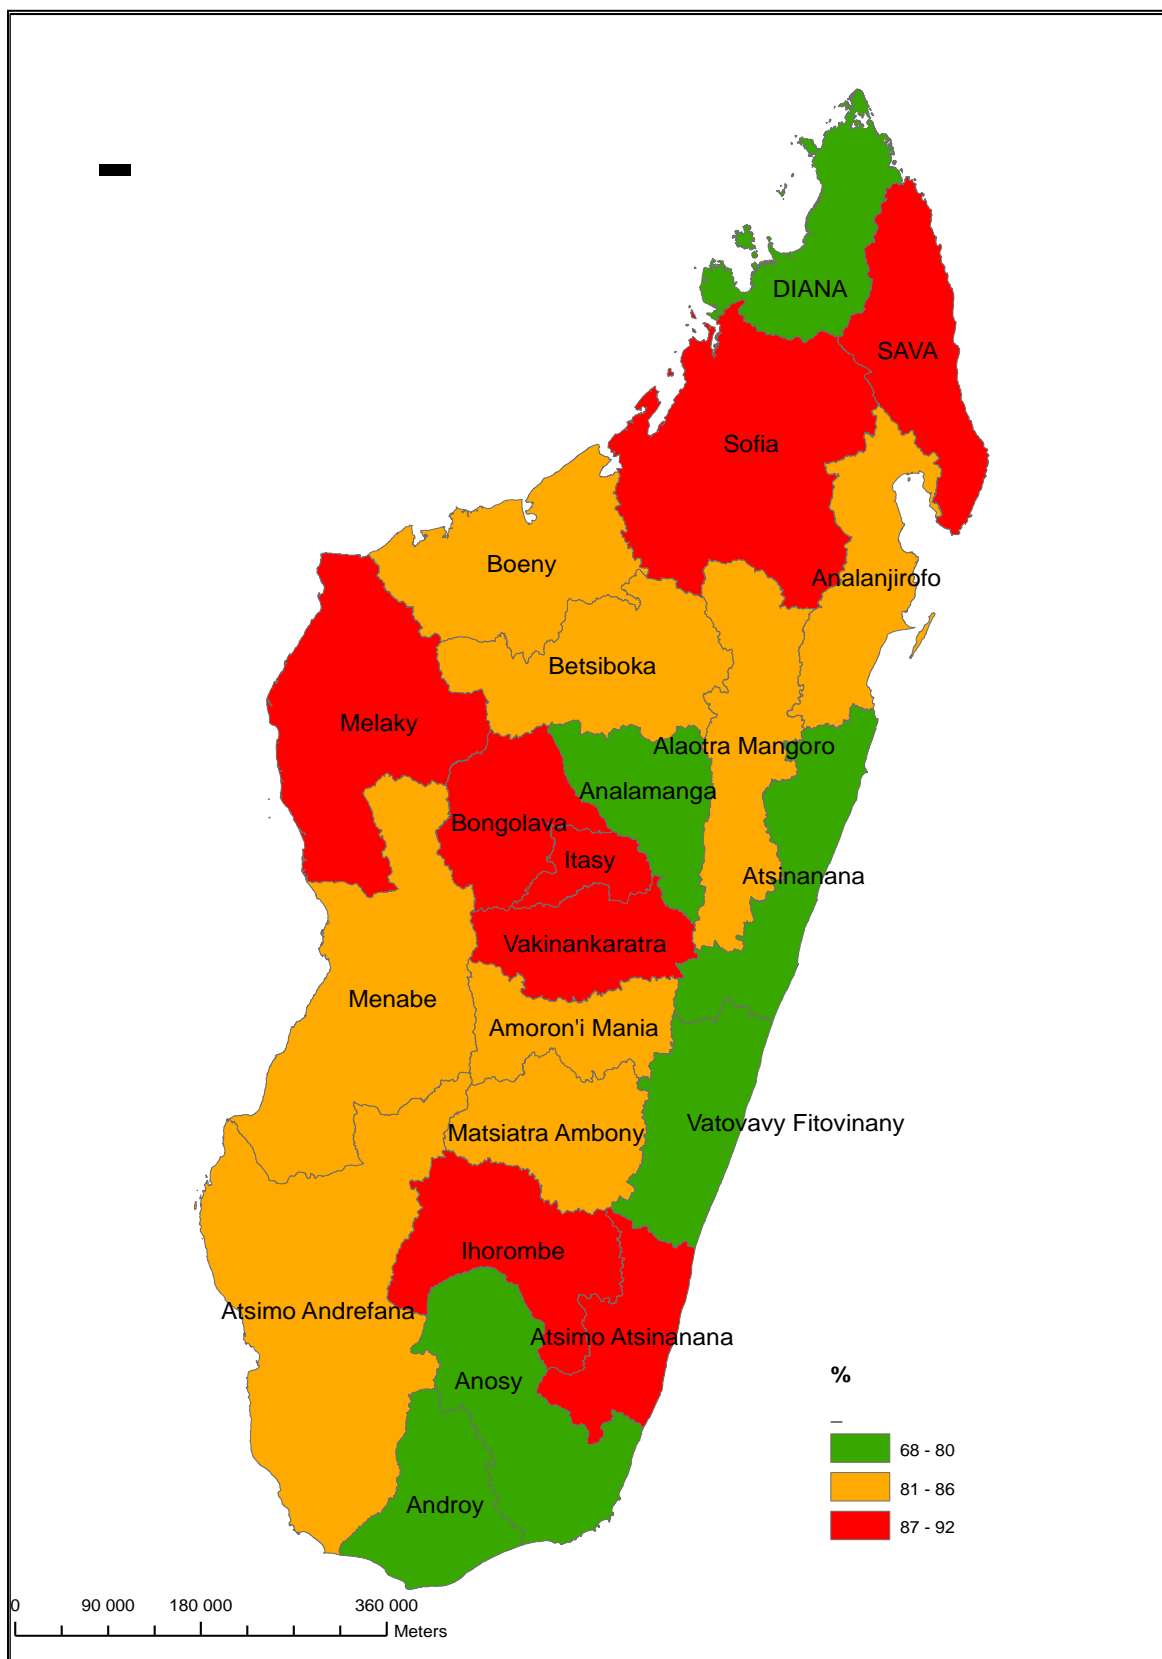 DIANA
SAVA
Sofia
Boeny
Analanjirofo
Betsiboka
Melaky
Alaotra Mangoro
Analamanga
Bongolava
Itasy
Atsinanana
Vakinankaratra
Menabe
Amoron'i Mania
Vatovavy Fitovinany
Matsiatra Ambony
Ihorombe
Atsimo Andrefana
Atsimo Atsinanana
Anosy
Androy
%
68 - 80
81 - 86
87 - 92
0 90 000 180 000 360 000
Meters